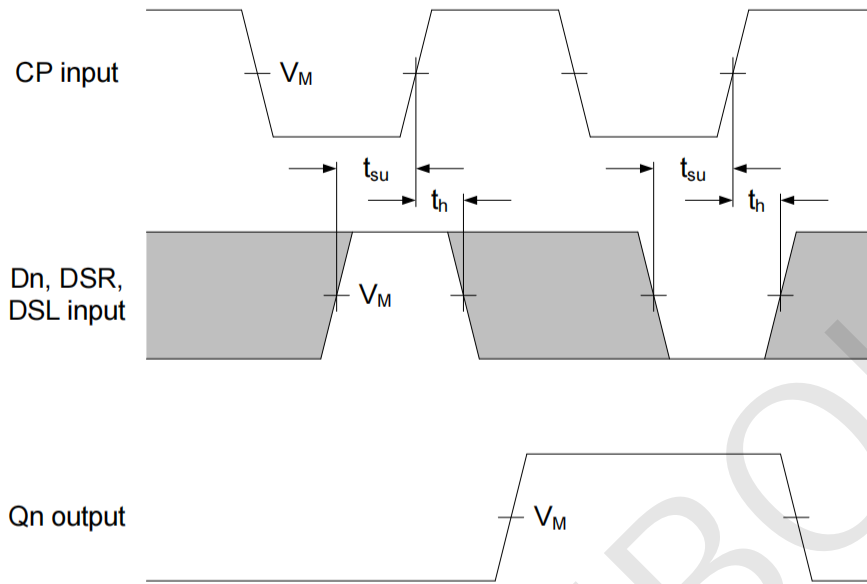 CP input
V_M
t_su
t_su
t_h
t_h
Dn, DSR,
DSL input
V_M
Qn output
V_M